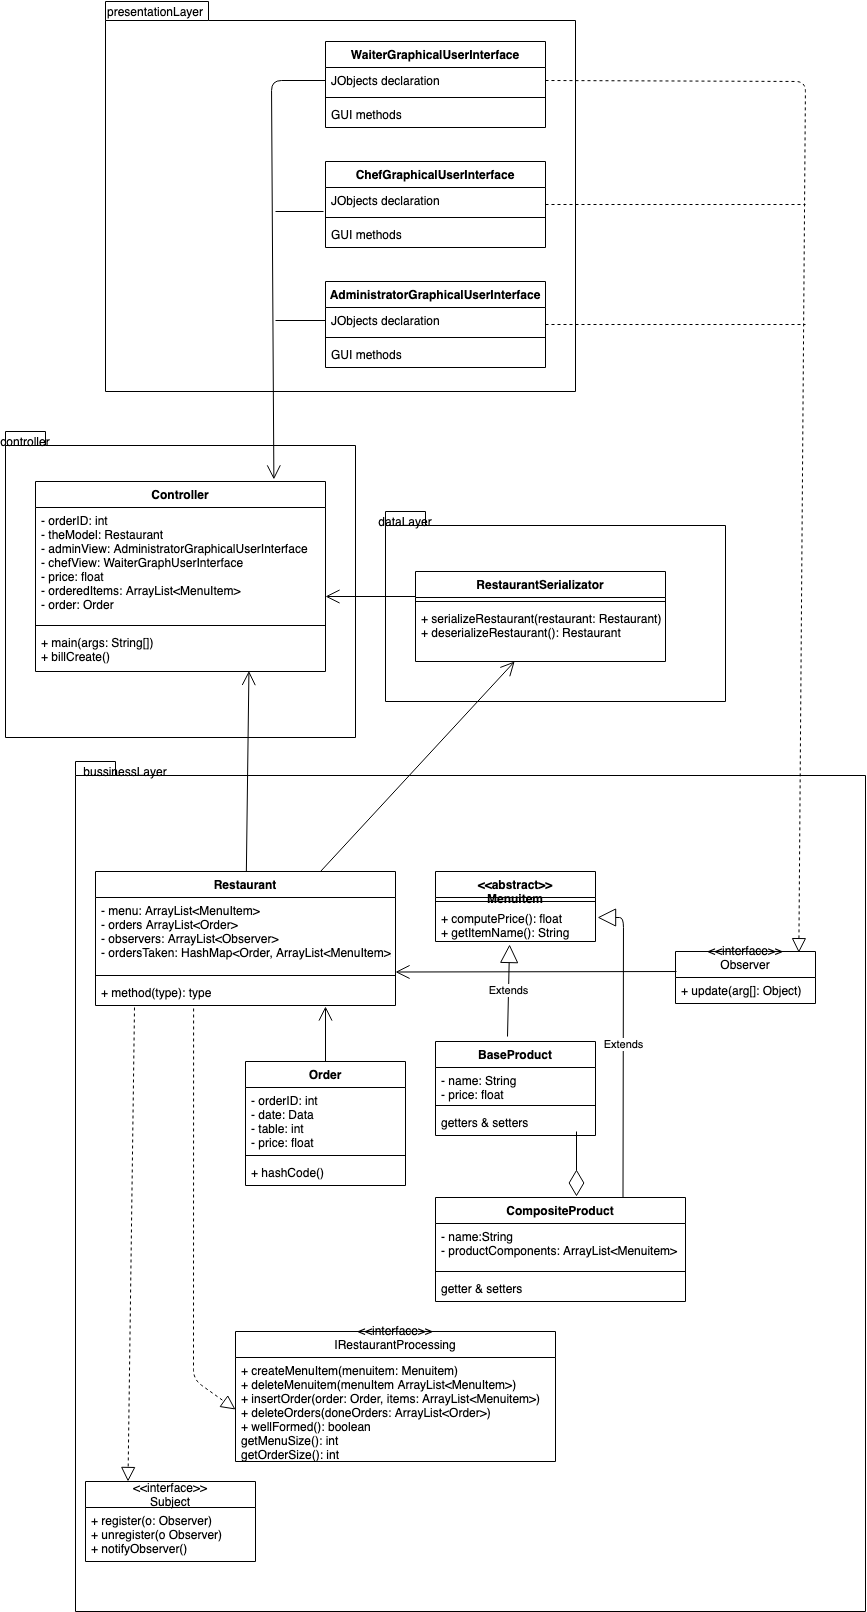 presentationLayer
WaiterGraphicalUserInterface
JObjects declaration
GUI methods
ChefGraphicalUserInterface
JObjects declaration
GUI methods
AdministratorGraphicalUserInterface
JObjects declaration
GUI methods
controller
Controller
- orderID: int
- theModel: Restaurant
- adminView: AdministratorGraphicalUserInterface
- chefView: WaiterGraphUserInterface
- price: float
- orderedItems: ArrayList<MenuItem>
- order: Order
+ main(args: String[])
+ billCreate()
dataLayer
RestaurantSerializator
+ serializeRestaurant(restaurant: Restaurant)
+ deserializeRestaurant(): Restaurant
bussinessLayer
Restaurant
- menu: ArrayList<MenuItem>
- orders ArrayList<Order>
- observers: ArrayList<Observer>
- ordersTaken: HashMap<Order, ArrayList<MenuItem>
+ method(type): type
<<abstract>>
Menuitem
+ computePrice(): float
+ getItemName(): String
<<interface>>
Observer
+ update(arg[]: Object)
Extends
Extends
Order
- orderID: int
- date: Data
- table: int
- price: float
+ hashCode()
BaseProduct
- name: String
- price: float
getters & setters
CompositeProduct
- name:String
- productComponents: ArrayList<Menuitem>
getter & setters
<<interface>>
IRestaurantProcessing
+ createMenuItem(menuitem: Menuitem)
+ deleteMenuitem(menuItem ArrayList<MenuItem>)
+ insertOrder(order: Order, items: ArrayList<Menuitem>)
+ deleteOrders(doneOrders: ArrayList<Order>)
+ wellFormed(): boolean
getMenuSize(): int
getOrderSize(): int
<<interface>>
Subject
+ register(o: Observer)
+ unregister(o Observer)
+ notifyObserver()